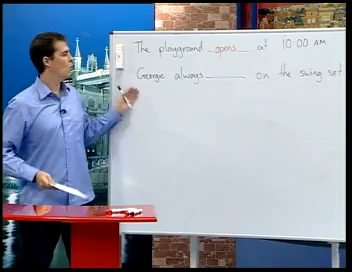 The playground opens at 10:00 AM
Georgie always ______ on the swing set